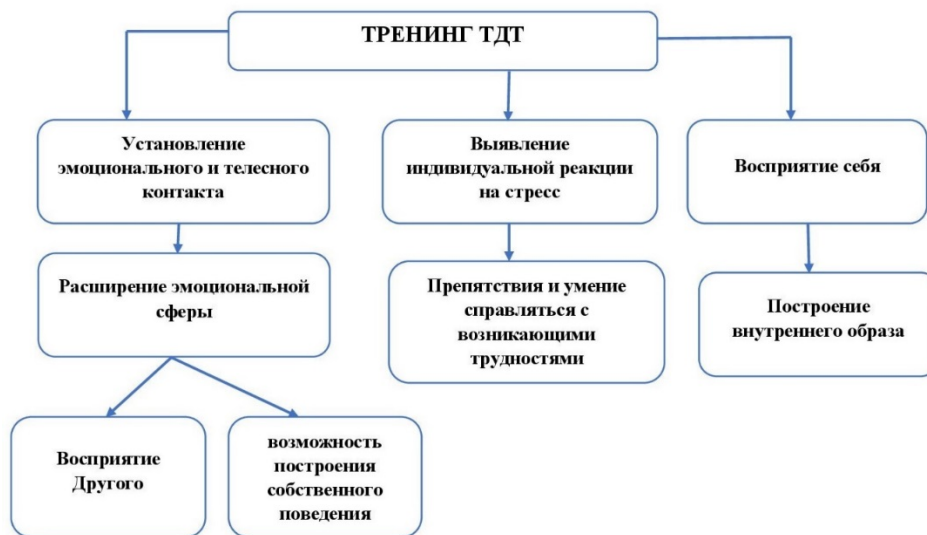 ТРЕНИНГ ТДТ
Установление
эмоционального и телесного
контакта
Выявление
индивидуальной реакции
на стресс
Восприятие себя
Расширение эмоциональной
сферы
Препятствия и умение
справляться с
возникающими
трудностями
Построение
внутреннего образа
Восприятие
Другого
возможность
построения
собственного
поведения